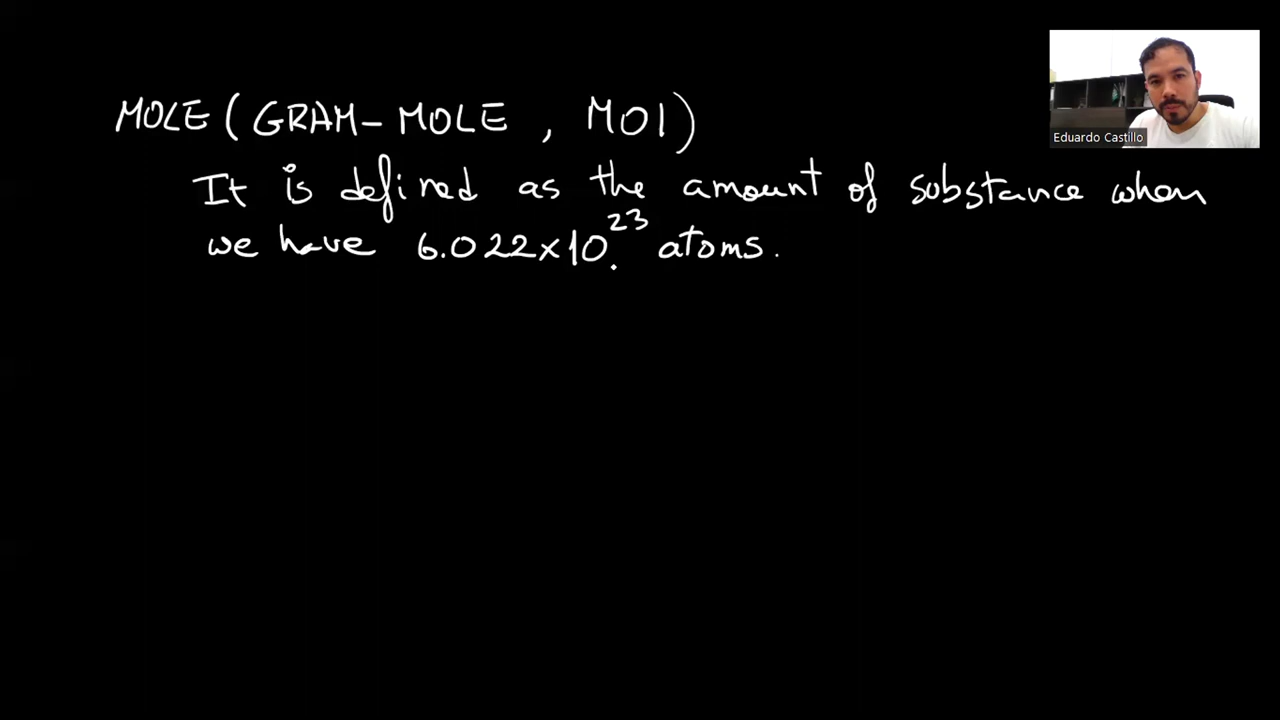 MOLE (GRAM-MOLE, MOl)
It is defined as the amount of substance when
we have 6.022x10²³ atoms.
Eduardo Castillo